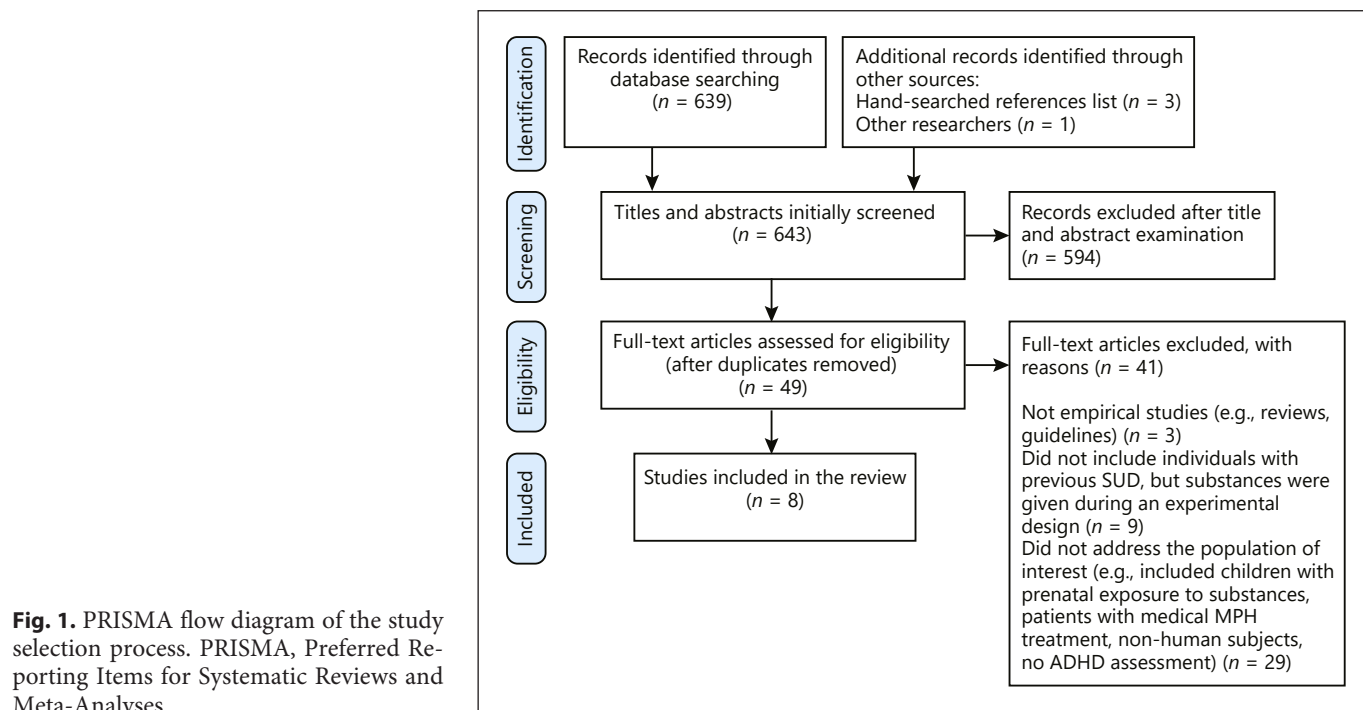 Identification
Records identified through
database searching
(n = 639)
Additional records identified through
other sources:
Hand-searched references list (n = 3)
Other researchers (n = 1)
Screening
Titles and abstracts initially screened
(n = 643)
Records excluded after title
and abstract examination
(n = 594)
Eligibility
Full-text articles assessed for eligibility
(after duplicates removed)
(n = 49)
Full-text articles excluded, with
reasons (n = 41)
Not empirical studies (e.g., reviews,
guidelines) (n = 3)
Did not include individuals with
previous SUD, but substances were
given during an experimental
design (n = 9)
Did not address the population of
interest (e.g., included children with
prenatal exposure to substances,
patients with medical MPH
treatment, non-human subjects,
no ADHD assessment) (n = 29)
Included
Studies included in the review
(n = 8)
Fig. 1. PRISMA flow diagram of the study
selection process. PRISMA, Preferred Re-
porting Items for Systematic Reviews and
Meta-Analyses